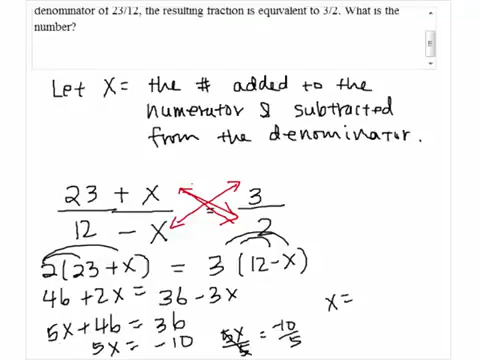 denominator of 23/12, the resulting fraction is equivalent to 3/2. What is the
number?
Let X = the # added to the
numerator & subtracted
from the denominator.
23 + x / 12 - x = 3 / 2
2(23+x) = 3(12-x)
46 + 2x = 36 - 3x
x =
5x + 46 = 36
5x = -10
5x/5 = -10/5